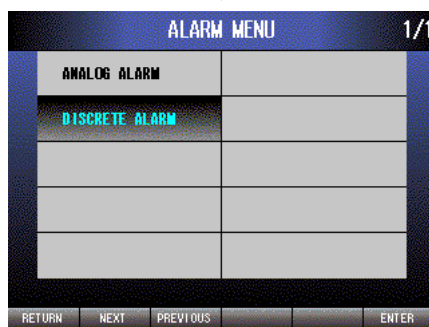 ALARM MENU 1/1
ANALOG ALARM
DISCRETE ALARM
RETURN NEXT PREVIOUS ENTER